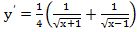 y′ = 1/4 (1/√(x+1) + 1/√(x−1))